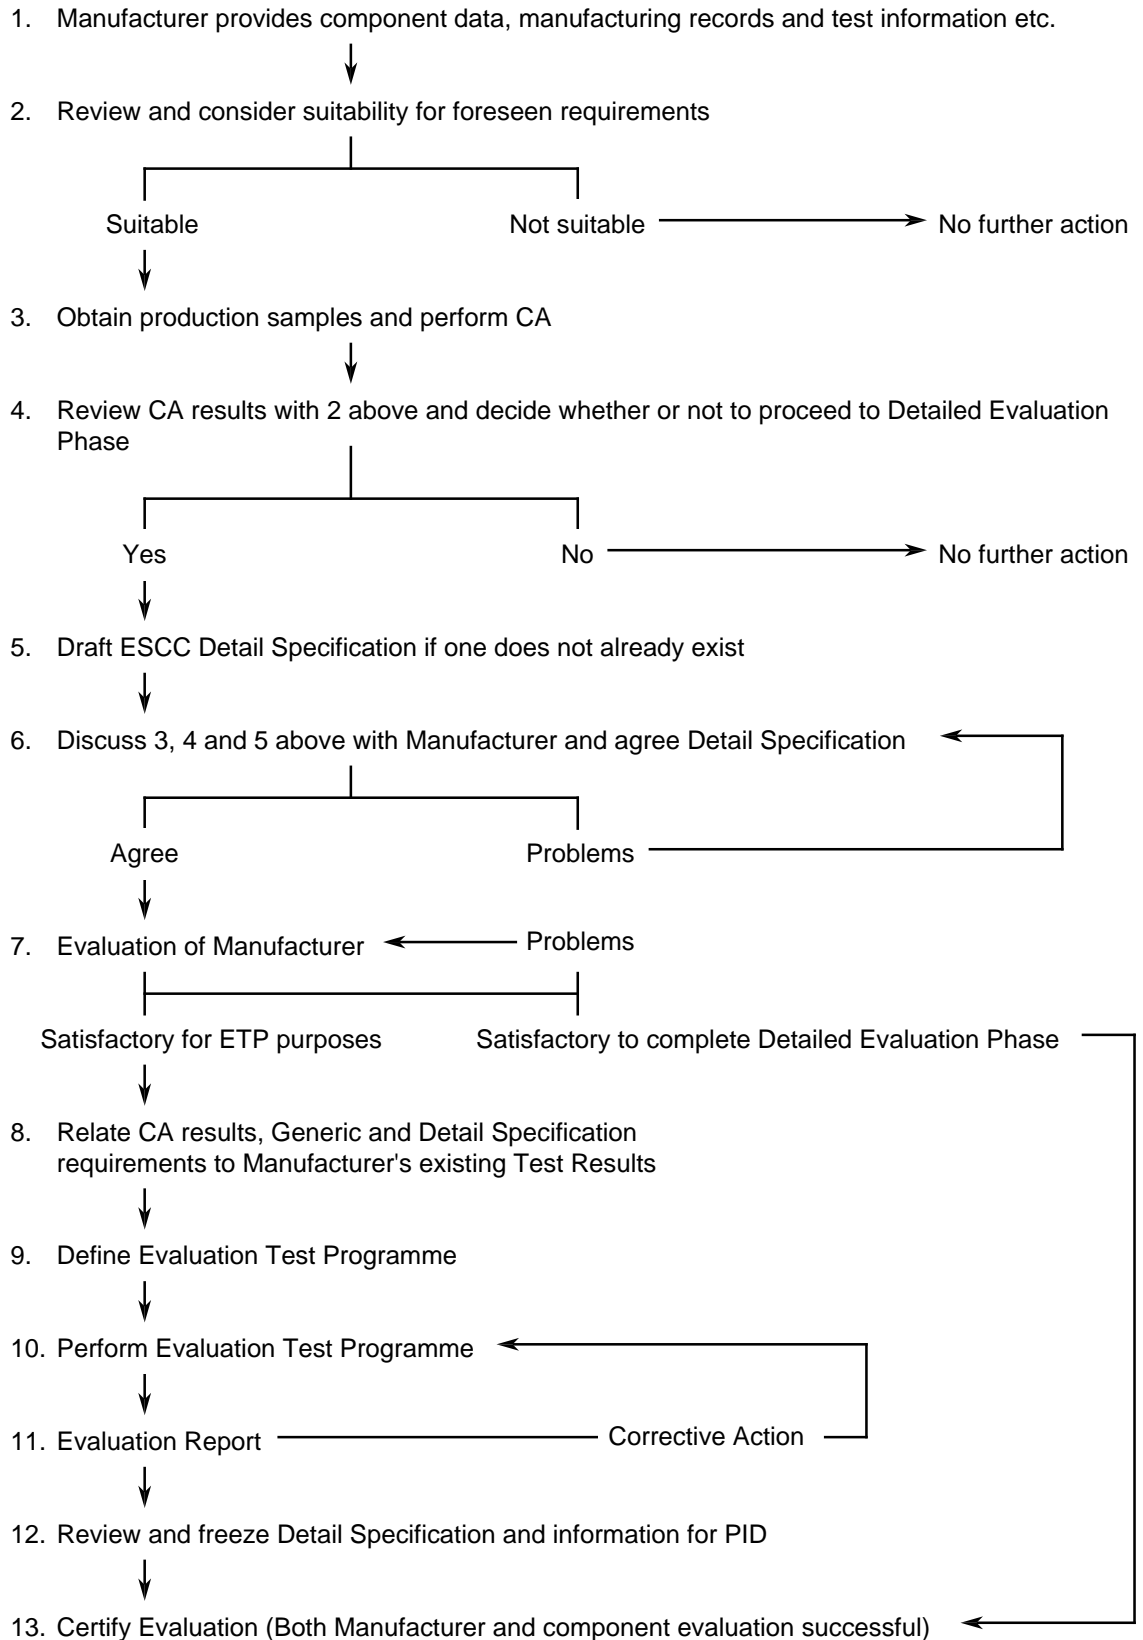 1. Manufacturer provides component data, manufacturing records and test information etc.
2. Review and consider suitability for foreseen requirements
Suitable
Not suitable
No further action
3. Obtain production samples and perform CA
4. Review CA results with 2 above and decide whether or not to proceed to Detailed Evaluation
Phase
Yes
No
No further action
5. Draft ESCC Detail Specification if one does not already exist
6. Discuss 3, 4 and 5 above with Manufacturer and agree Detail Specification
Agree
Problems
7. Evaluation of Manufacturer
Problems
Satisfactory for ETP purposes
Satisfactory to complete Detailed Evaluation Phase
8. Relate CA results, Generic and Detail Specification
requirements to Manufacturer's existing Test Results
9. Define Evaluation Test Programme
10. Perform Evaluation Test Programme
11. Evaluation Report
Corrective Action
12. Review and freeze Detail Specification and information for PID
13. Certify Evaluation (Both Manufacturer and component evaluation successful)